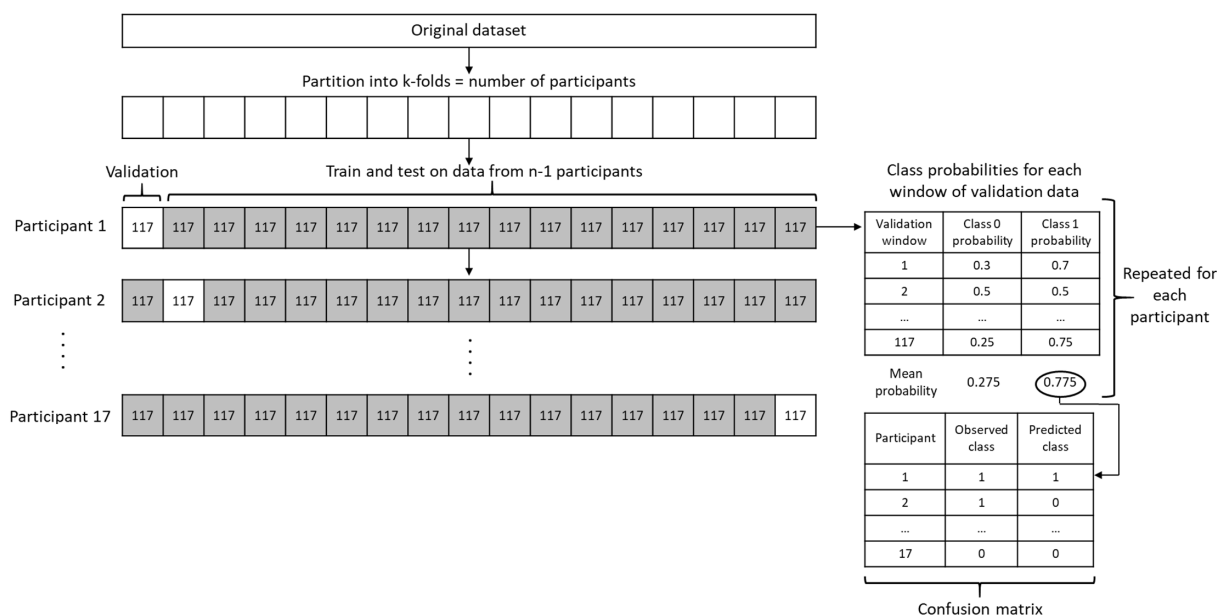 Original dataset
Partition into k-folds = number of participants
Validation
Train and test on data from n-1 participants
Participant 1
117 117 117 117 117 117 117 117 117 117 117 117 117 117 117 117 117
Participant 2
117 117 117 117 117 117 117 117 117 117 117 117 117 117 117 117 117
Participant 17
117 117 117 117 117 117 117 117 117 117 117 117 117 117 117 117 117
Class probabilities for each
window of validation data
Validation window Class 0 probability Class 1 probability
1 0.3 0.7
2 0.5 0.5
... ... ...
117 0.25 0.75
Mean probability 0.275 0.775
Repeated for
each
participant
Participant Observed class Predicted class
1 1 1
2 1 0
... ... ...
17 0 0
Confusion matrix